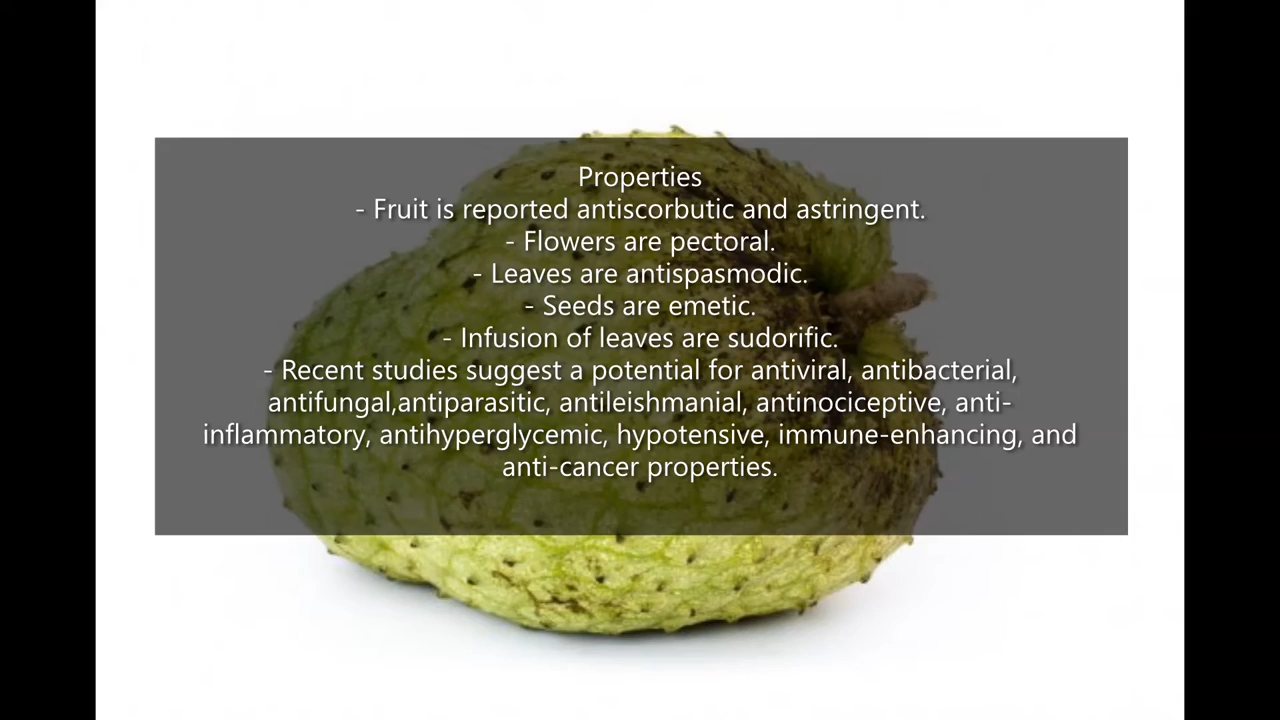 Properties
- Fruit is reported antiscorbutic and astringent.
- Flowers are pectoral.
- Leaves are antispasmodic.
- Seeds are emetic.
- Infusion of leaves are sudorific.
- Recent studies suggest a potential for antiviral, antibacterial,
antifungal,antiparasitic, antileishmanial, antinociceptive, anti-
inflammatory, antihyperglycemic, hypotensive, immune-enhancing, and
anti-cancer properties.